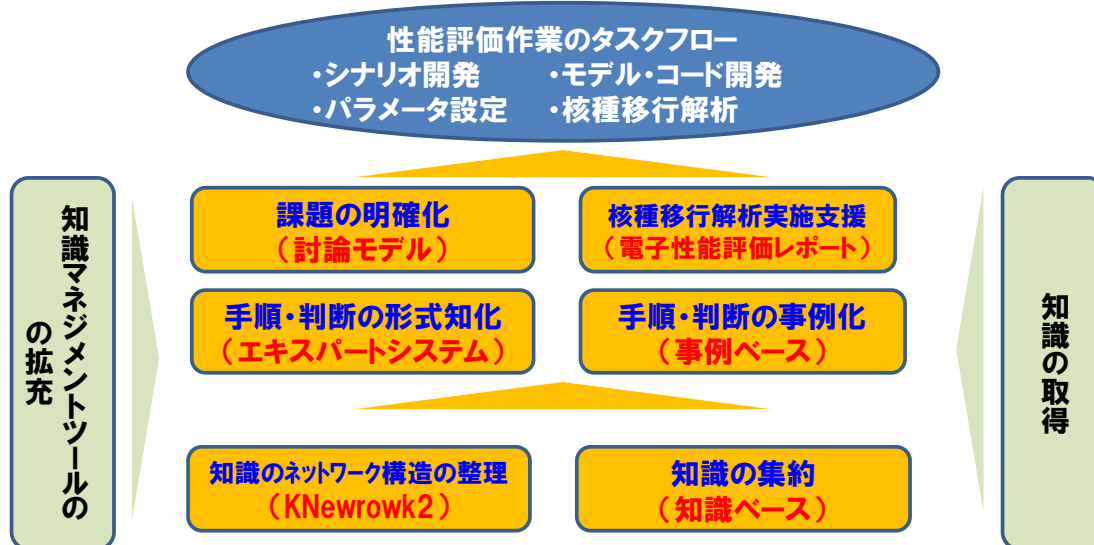 性能評価作業のタスクフロー
・シナリオ開発　　・モデル・コード開発
・パラメータ設定　・核種移行解析
知識マネジメントツールの
の拡充
課題の明確化
（討論モデル）
核種移行解析実施支援
（電子性能評価レポート）
手順・判断の形式知化
（エキスパートシステム）
手順・判断の事例化
（事例ベース）
知識のネットワーク構造の整理
（KNewrowk2）
知識の集約
（知識ベース）
知識の取得